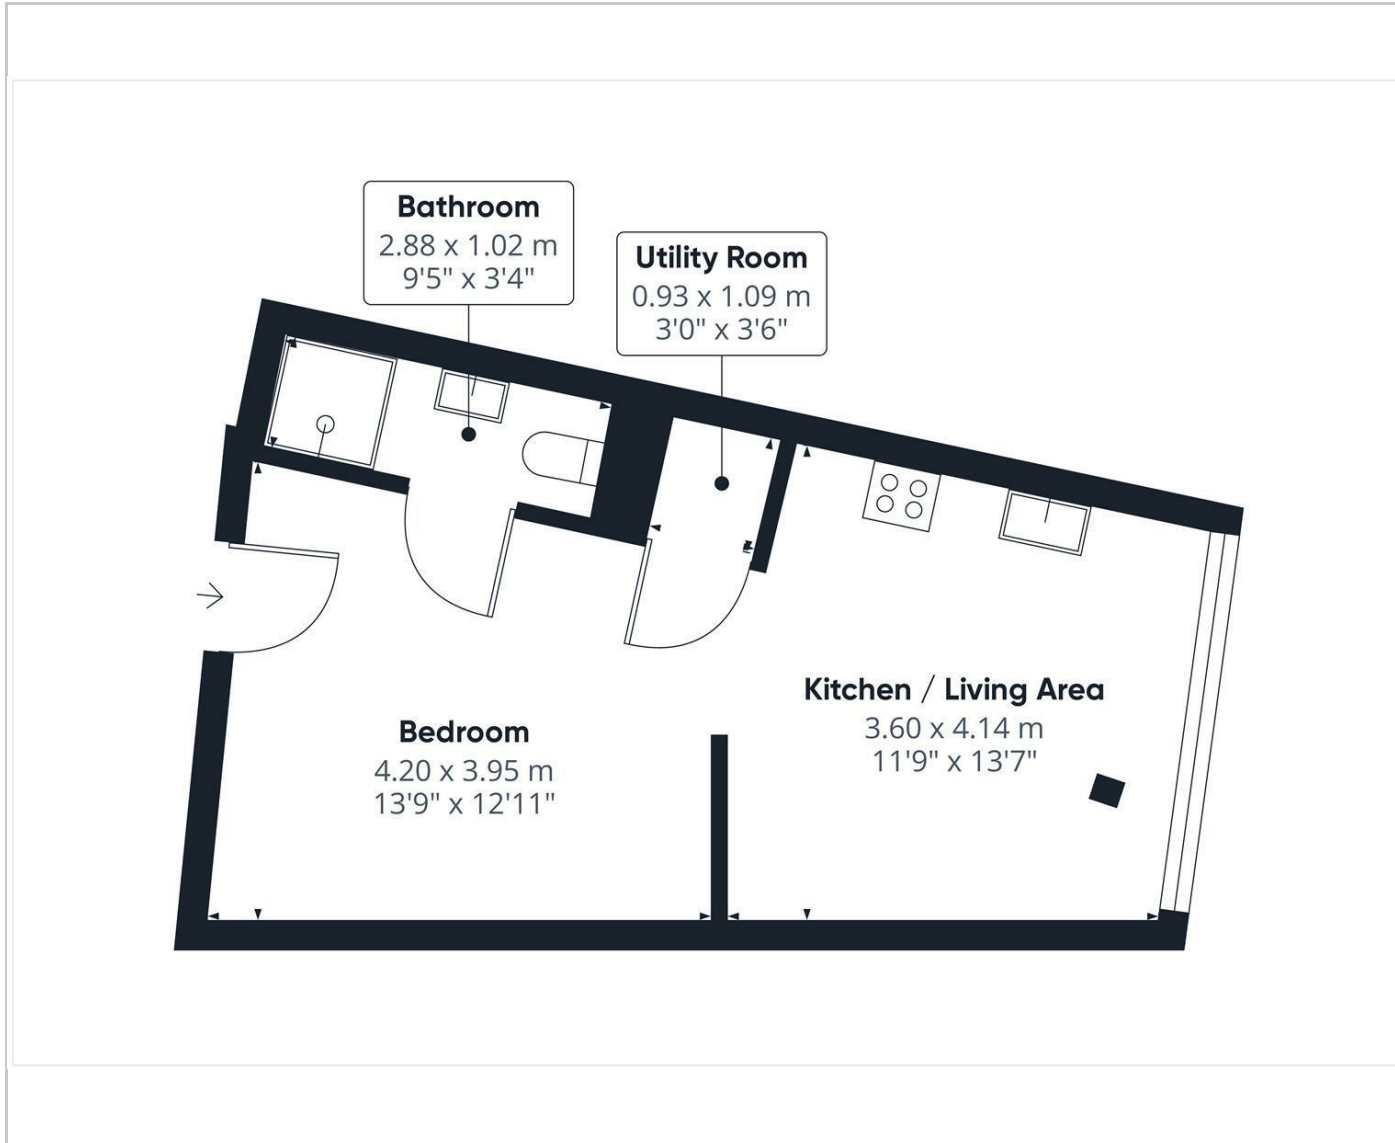 Bathroom
2.88 x 1.02 m
9'5" x 3'4"
Utility Room
0.93 x 1.09 m
3'0" x 3'6"
Kitchen / Living Area
3.60 x 4.14 m
11'9" x 13'7"
Bedroom
4.20 x 3.95 m
13'9" x 12'11"